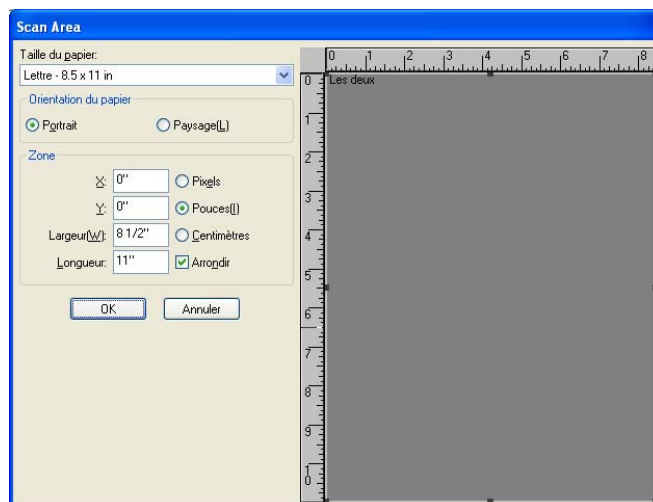 Scan Area
Taille du papier:
Lettre - 8.5 x 11 in
Orientation du papier
Portrait
Paysage(L)
Zone
X: 0" Pixels
Y: 0" Pouces(I)
Largeur(W): 8 1/2" Centimètres
Longueur: 11" Arrondir
OK
Annuler
0 1 2 3 4 5 6 7 8
Les deux
0
1
2
3
4
5
6
7
8
9
10